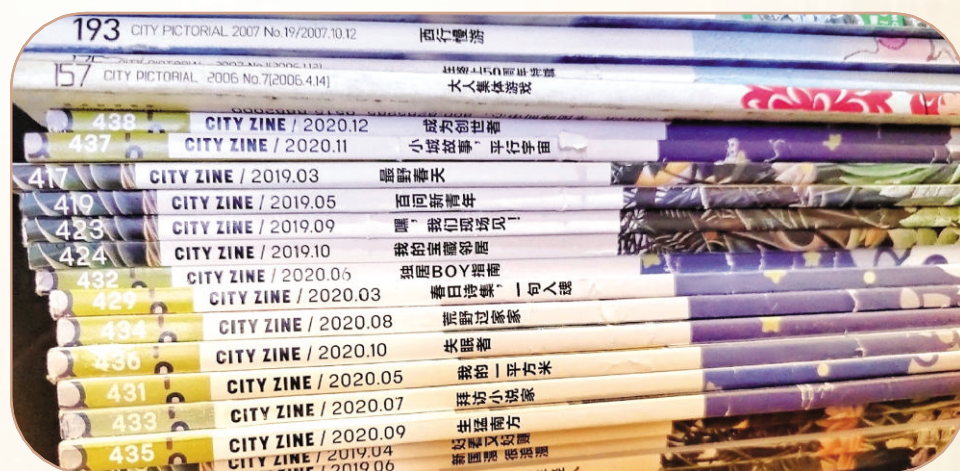 193 CITY PICTORIAL 2007 No.19/2007.10.12 西行慢游
157 CITY PICTORIAL 2006 No.7[2006.4.14] 大人集体游戏
438 CITY ZINE / 2020.12 成为创世者
437 CITY ZINE / 2020.11 小城故事，平行宇宙
417 CITY ZINE / 2019.03 最野春天
419 CITY ZINE / 2019.05 百问新青年
423 CITY ZINE / 2019.09 嘿，我们现场见！
424 CITY ZINE / 2019.10 我的宝藏邻居
432 CITY ZINE / 2020.06 独居BOY指南
429 CITY ZINE / 2020.03 春日诗集，一句入魂
434 CITY ZINE / 2020.08 荒野过家家
436 CITY ZINE / 2020.10 失眠者
431 CITY ZINE / 2020.05 我的一平方米
433 CITY ZINE / 2020.07 拜访小说家
435 CITY ZINE / 2020.09 生猛南方
CITY ZINE / 2019.04
2019.06